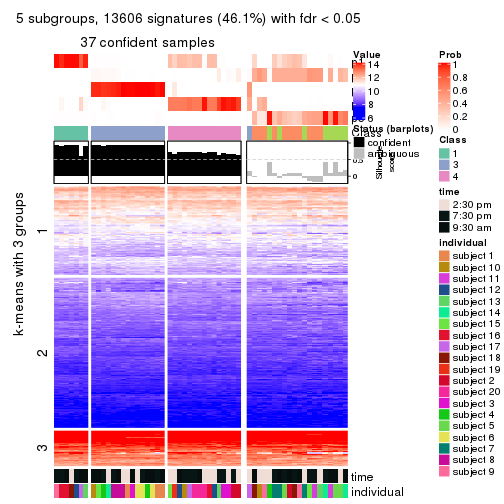 5 subgroups, 13606 signatures (46.1%) with fdr < 0.05
37 confident samples
Value
14
12
10
8
6
Class
Status (barplots)
confident
ambiguous
0.5
0
Silhouette
score
k-means with 3 groups
1
2
3
time
individual
Prob
1
0.8
0.6
0.4
0.2
0
Class
1
3
4
time
2:30 pm
7:30 pm
9:30 am
individual
subject 1
subject 10
subject 11
subject 12
subject 13
subject 14
subject 15
subject 16
subject 17
subject 18
subject 19
subject 2
subject 20
subject 3
subject 4
subject 5
subject 6
subject 7
subject 8
subject 9